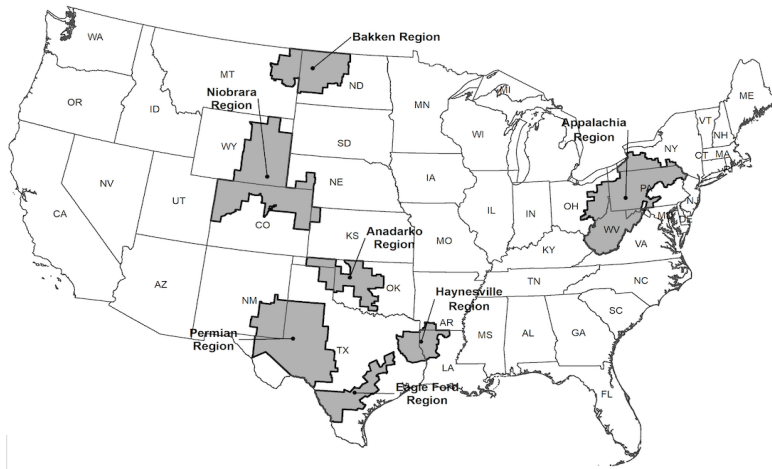 WA
Bakken Region
ME
MT
ND
MI
VT
Niobrara
Region
MN
NH
OR
ID
Appalachia
Region
NY
WI
SD
WY
CT
MA
IA
NE
PA
NV
OH
NJ
UT
IL
IN
MD
DE
CO
WV
CA
KS
MO
VA
Anadarko
Region
KY
NC
TN
AZ
OK
Haynesville
Region
NM
AR
SC
Permian
Region
MS
AL
GA
TX
LA
Eagle Ford
Region
FL